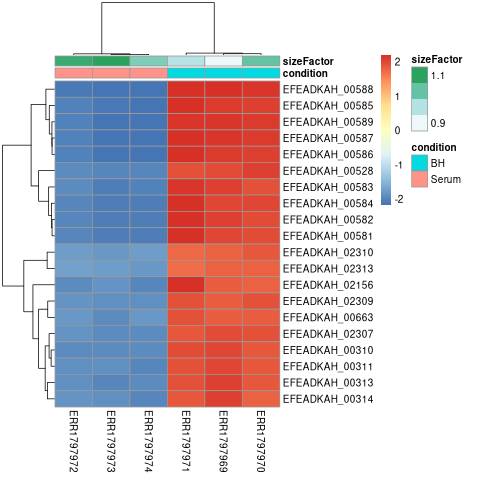 sizeFactor
condition
EFEADKAH_00588
EFEADKAH_00585
EFEADKAH_00589
EFEADKAH_00587
EFEADKAH_00586
EFEADKAH_00528
EFEADKAH_00583
EFEADKAH_00584
EFEADKAH_00582
EFEADKAH_00581
EFEADKAH_02310
EFEADKAH_02313
EFEADKAH_02156
EFEADKAH_02309
EFEADKAH_00663
EFEADKAH_02307
EFEADKAH_00310
EFEADKAH_00311
EFEADKAH_00313
EFEADKAH_00314
ERR1797972
ERR1797973
ERR1797974
ERR1797971
ERR1797969
ERR1797970
2
1
0
-1
-2
sizeFactor
1.1
0.9
condition
BH
Serum